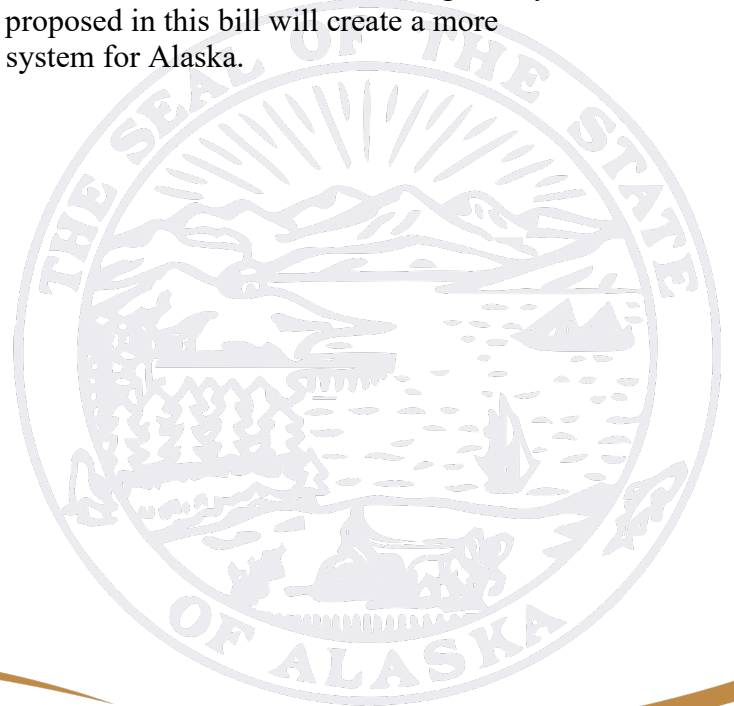 proposed in this bill will create a more
system for Alaska.
THE SEAL OF THE STATE
OF ALASKA